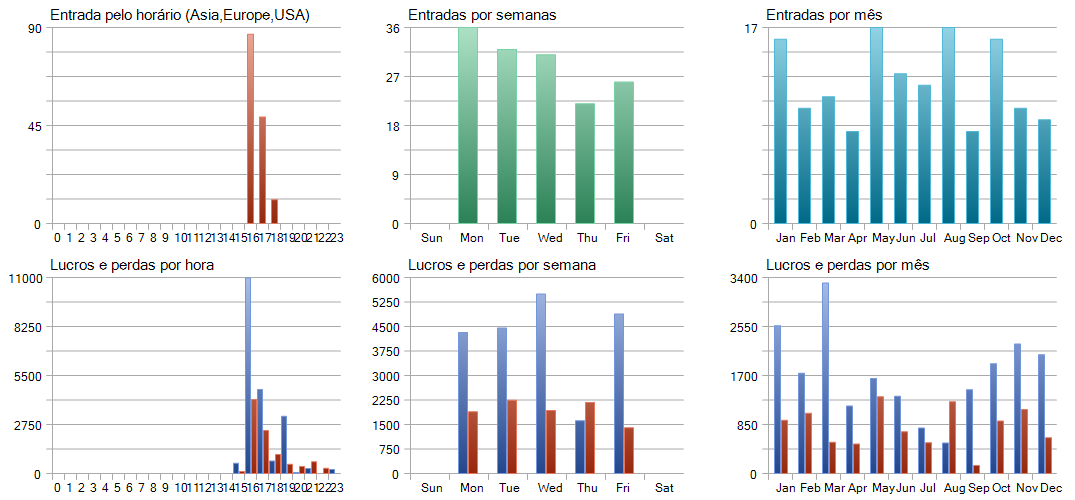 Entrada pelo horário (Asia,Europe,USA)
90
45
0
0 1 2 3 4 5 6 7 8 9 10 11 12 13 14 15 16 17 18 19 20 21 22 23
Entradas por semanas
36
27
18
9
0
Sun Mon Tue Wed Thu Fri Sat
Entradas por mês
17
0
Jan Feb Mar Apr May Jun Jul Aug Sep Oct Nov Dec
Lucros e perdas por hora
11000
8250
5500
2750
0
0 1 2 3 4 5 6 7 8 9 10 11 12 13 14 15 16 17 18 19 20 21 22 23
Lucros e perdas por semana
6000
5250
4500
3750
3000
2250
1500
750
0
Sun Mon Tue Wed Thu Fri Sat
Lucros e perdas por mês
3400
2550
1700
850
0
Jan Feb Mar Apr May Jun Jul Aug Sep Oct Nov Dec